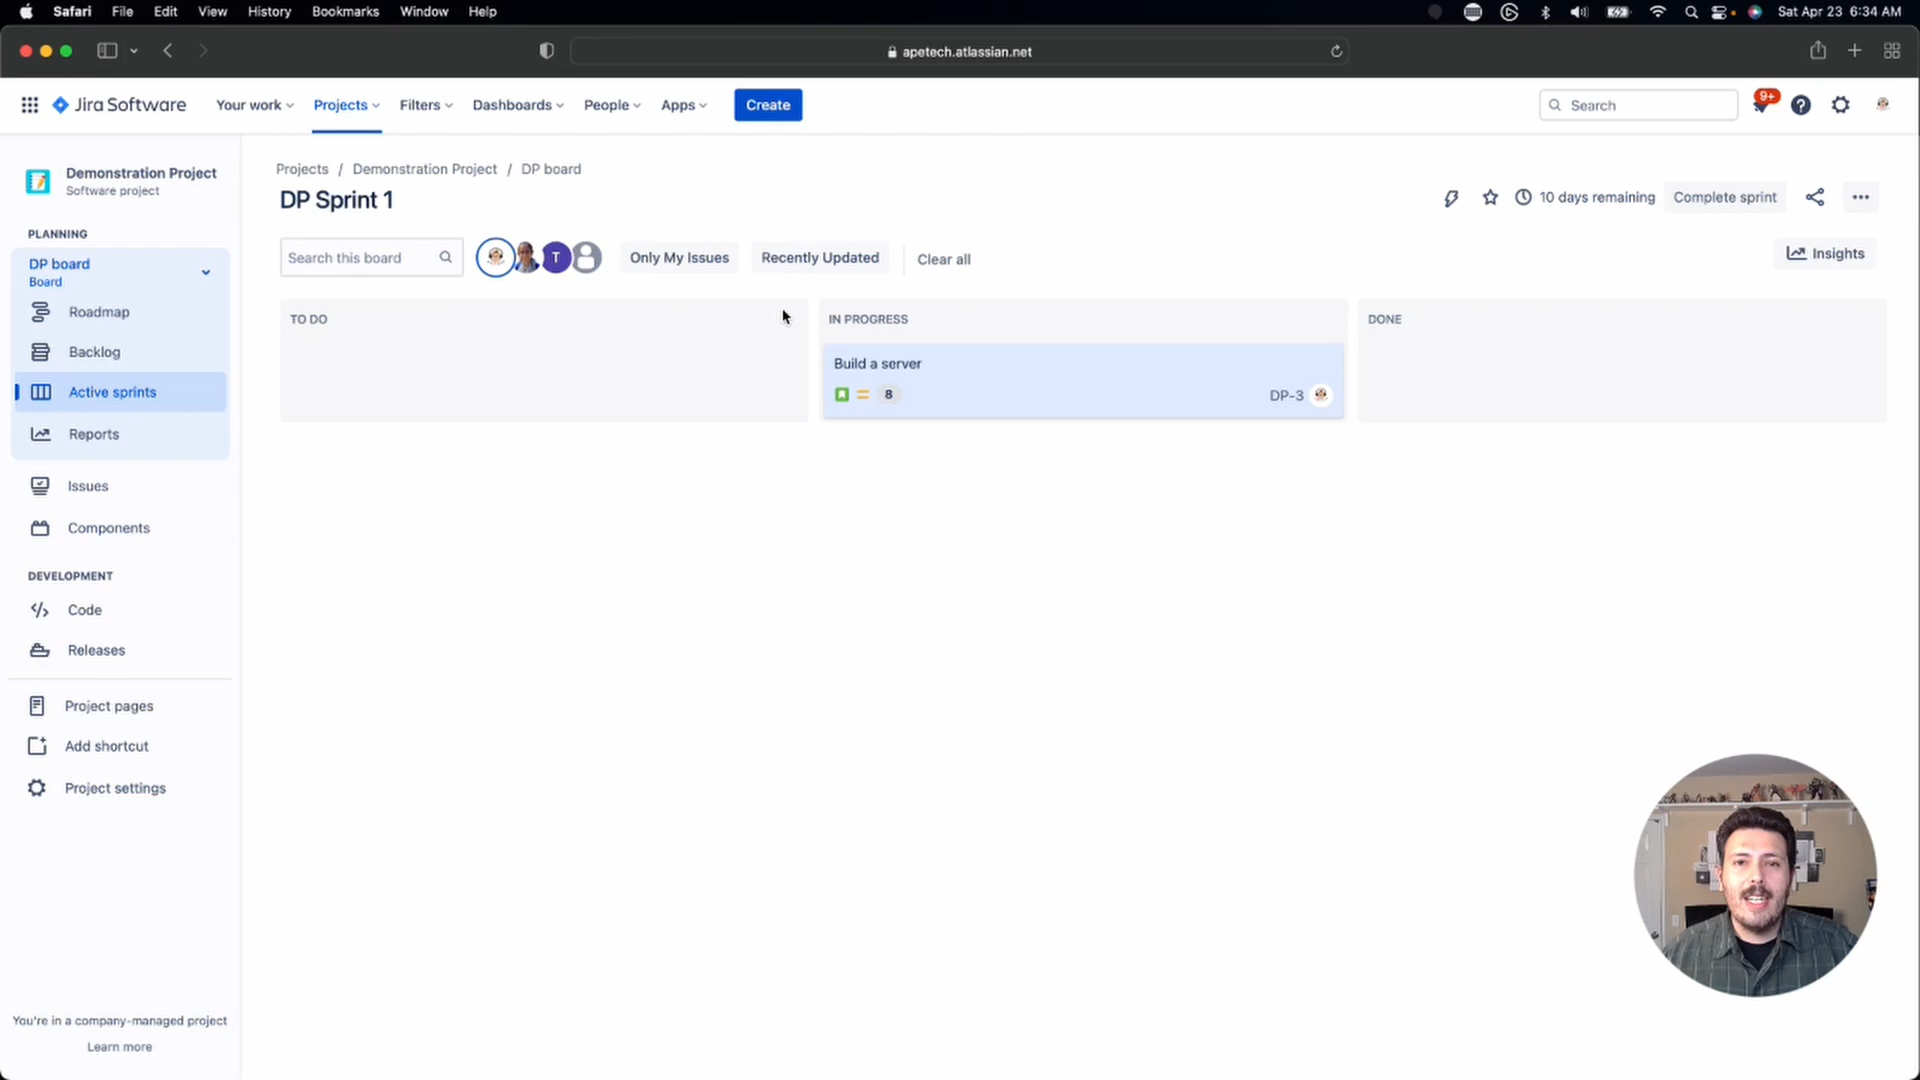 Safari File Edit View History Bookmarks Window Help Sat Apr 23 6:34 AM
apetech.atlassian.net
Jira Software Your work Projects Filters Dashboards People Apps Create Search 9+
Demonstration Project
Software project
PLANNING
DP board
Board
Roadmap
Backlog
Active sprints
Reports
Issues
Components
DEVELOPMENT
Code
Releases
Project pages
Add shortcut
Project settings
You're in a company-managed project
Learn more
Projects / Demonstration Project / DP board
DP Sprint 1
10 days remaining Complete sprint
Search this board T Only My Issues Recently Updated Clear all Insights
TO DO
IN PROGRESS
Build a server
8 DP-3
DONE